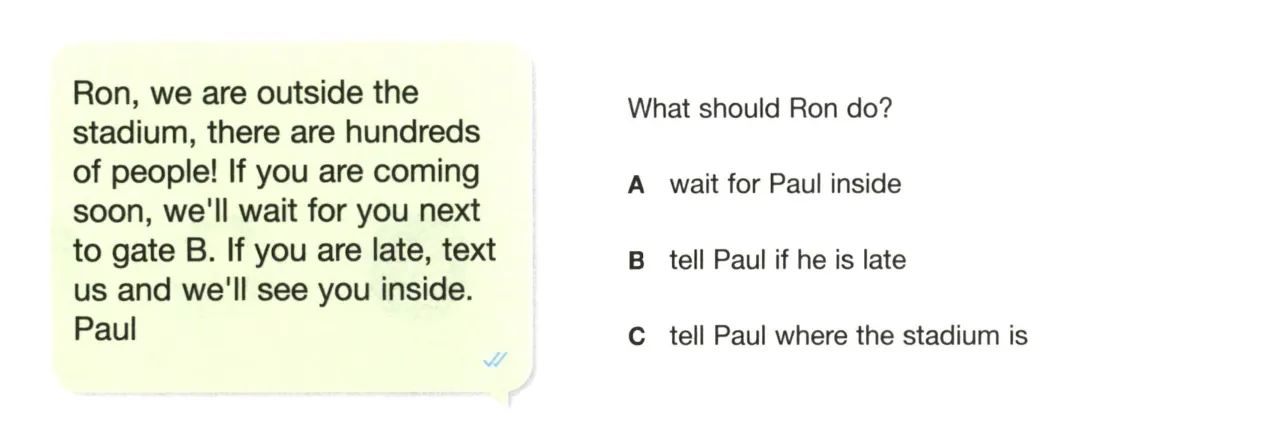 Ron, we are outside the
stadium, there are hundreds
of people! If you are coming
soon, we'll wait for you next
to gate B. If you are late, text
us and we'll see you inside.
Paul
What should Ron do?
A wait for Paul inside
B tell Paul if he is late
C tell Paul where the stadium is